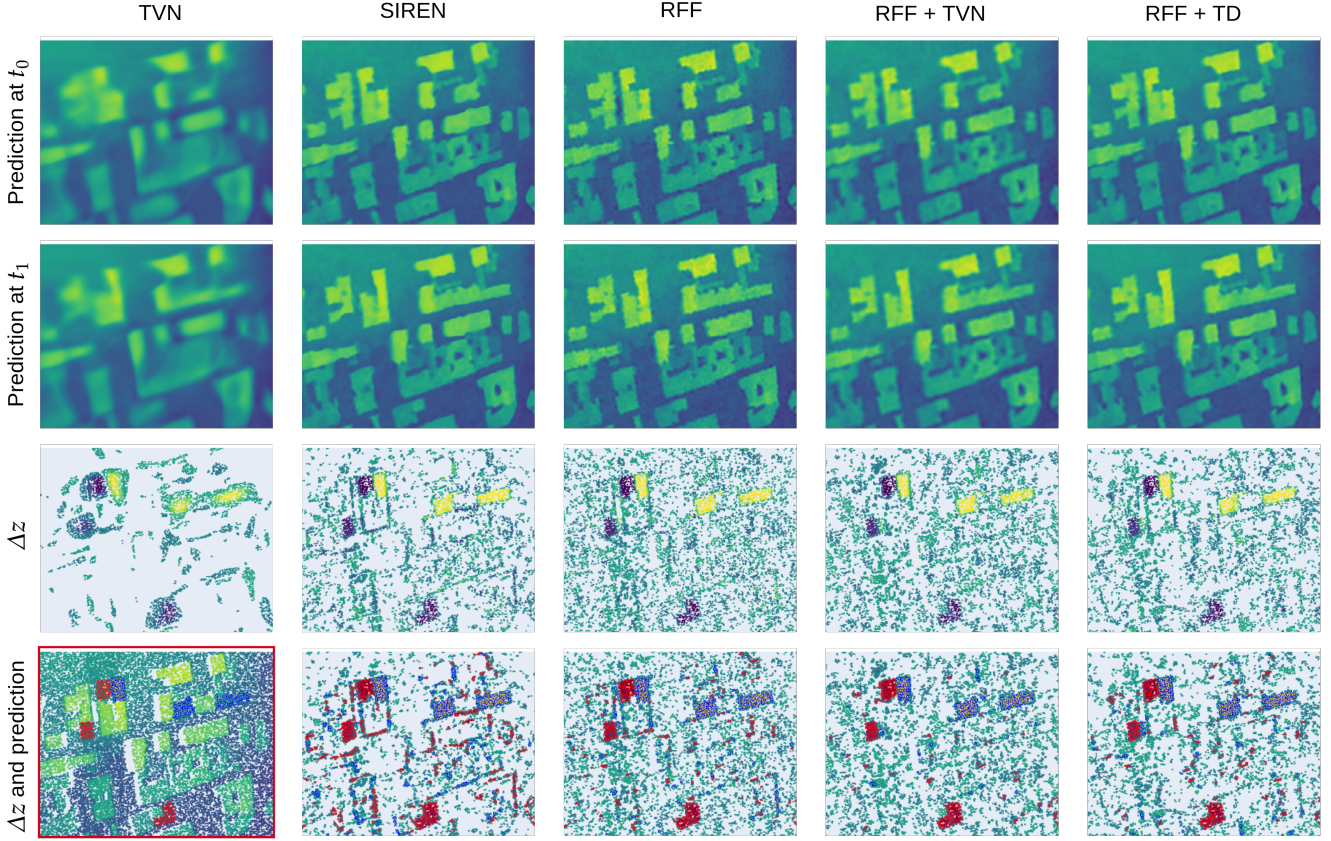 TVN
SIREN
RFF
RFF + TVN
RFF + TD
Prediction at t₀
Prediction at t₁
Δz
Δz and prediction